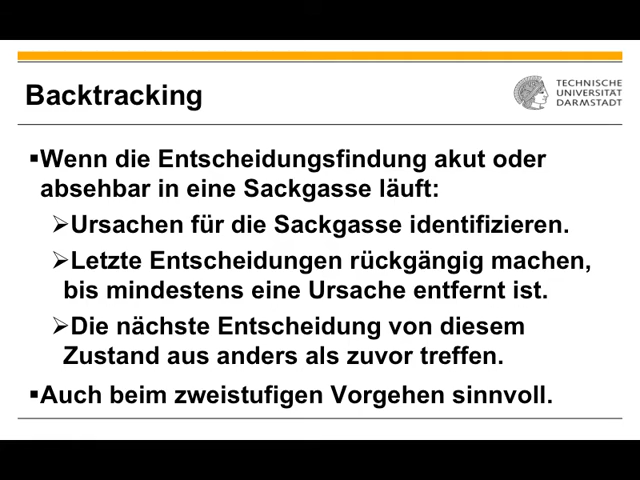 Backtracking
TECHNISCHE
UNIVERSITÄT
DARMSTADT
▪Wenn die Entscheidungsfindung akut oder
absehbar in eine Sackgasse läuft:
➢Ursachen für die Sackgasse identifizieren.
➢Letzte Entscheidungen rückgängig machen,
bis mindestens eine Ursache entfernt ist.
➢Die nächste Entscheidung von diesem
Zustand aus anders als zuvor treffen.
▪Auch beim zweistufigen Vorgehen sinnvoll.